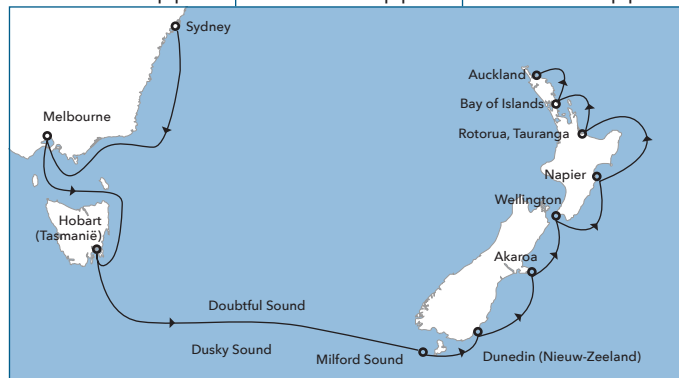 Sydney
Auckland
Bay of Islands
Melbourne
Rotorua, Tauranga
Napier
Wellington
Hobart
(Tasmanië)
Akaroa
Doubtful Sound
Dusky Sound
Milford Sound
Dunedin (Nieuw-Zeeland)